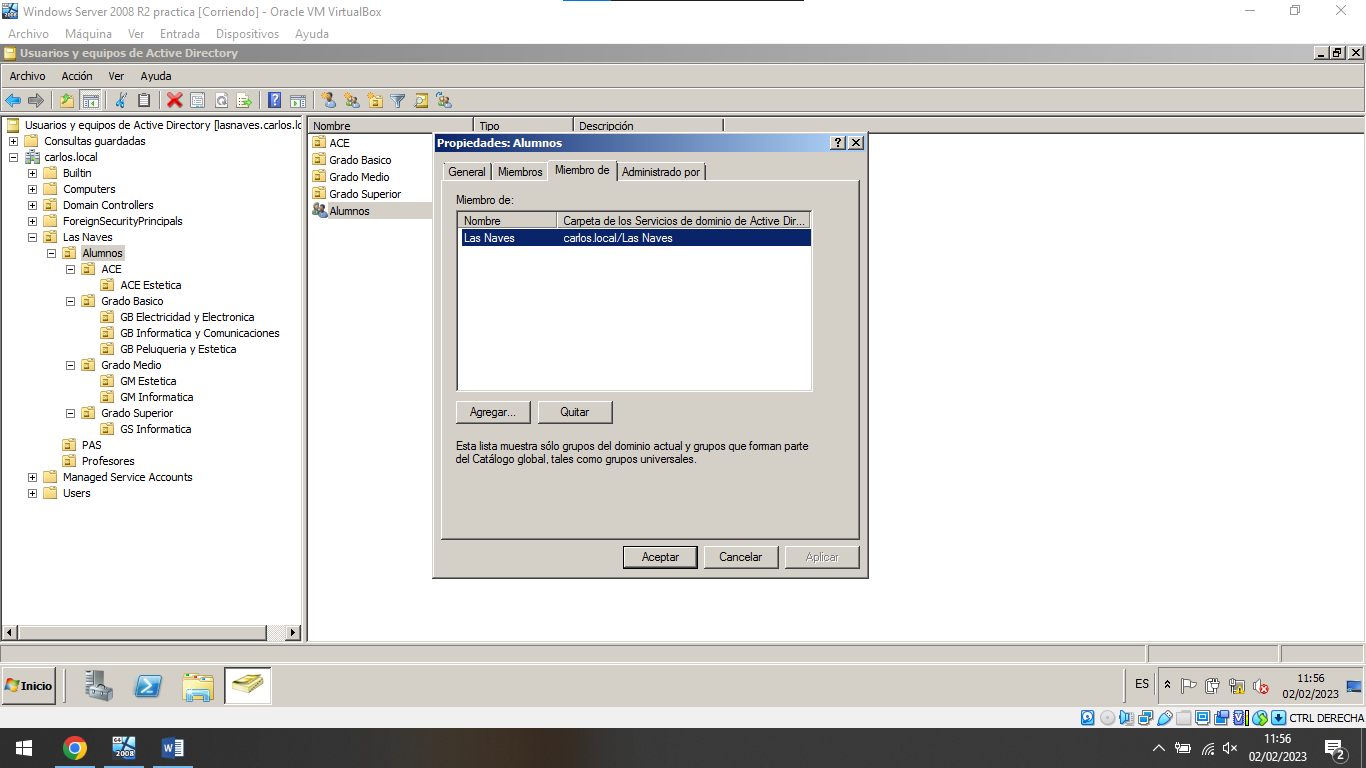 Windows Server 2008 R2 practica [Corriendo] - Oracle VM VirtualBox
Archivo Máquina Ver Entrada Dispositivos Ayuda
Usuarios y equipos de Active Directory
Archivo Acción Ver Ayuda
Usuarios y equipos de Active Directory [lasnaves.carlos.lc
Consultas guardadas
carlos.local
Builtin
Computers
Domain Controllers
ForeignSecurityPrincipals
Las Naves
Alumnos
ACE
ACE Estetica
Grado Basico
GB Electricidad y Electronica
GB Informatica y Comunicaciones
GB Peluqueria y Estetica
Grado Medio
GM Estetica
GM Informatica
Grado Superior
GS Informatica
PAS
Profesores
Managed Service Accounts
Users
Nombre Tipo Descripción
ACE
Grado Basico
Grado Medio
Grado Superior
Alumnos
Propiedades: Alumnos
General Miembros Miembro de Administrado por
Miembro de:
Nombre Carpeta de los Servicios de dominio de Active Dir...
Las Naves carlos.local/Las Naves
Agregar... Quitar
Esta lista muestra sólo grupos del dominio actual y grupos que forman parte
del Catálogo global, tales como grupos universales.
Aceptar Cancelar Aplicar
Inicio
ES
11:56
02/02/2023
CTRL DERECHA
2008
11:56
02/02/2023
2